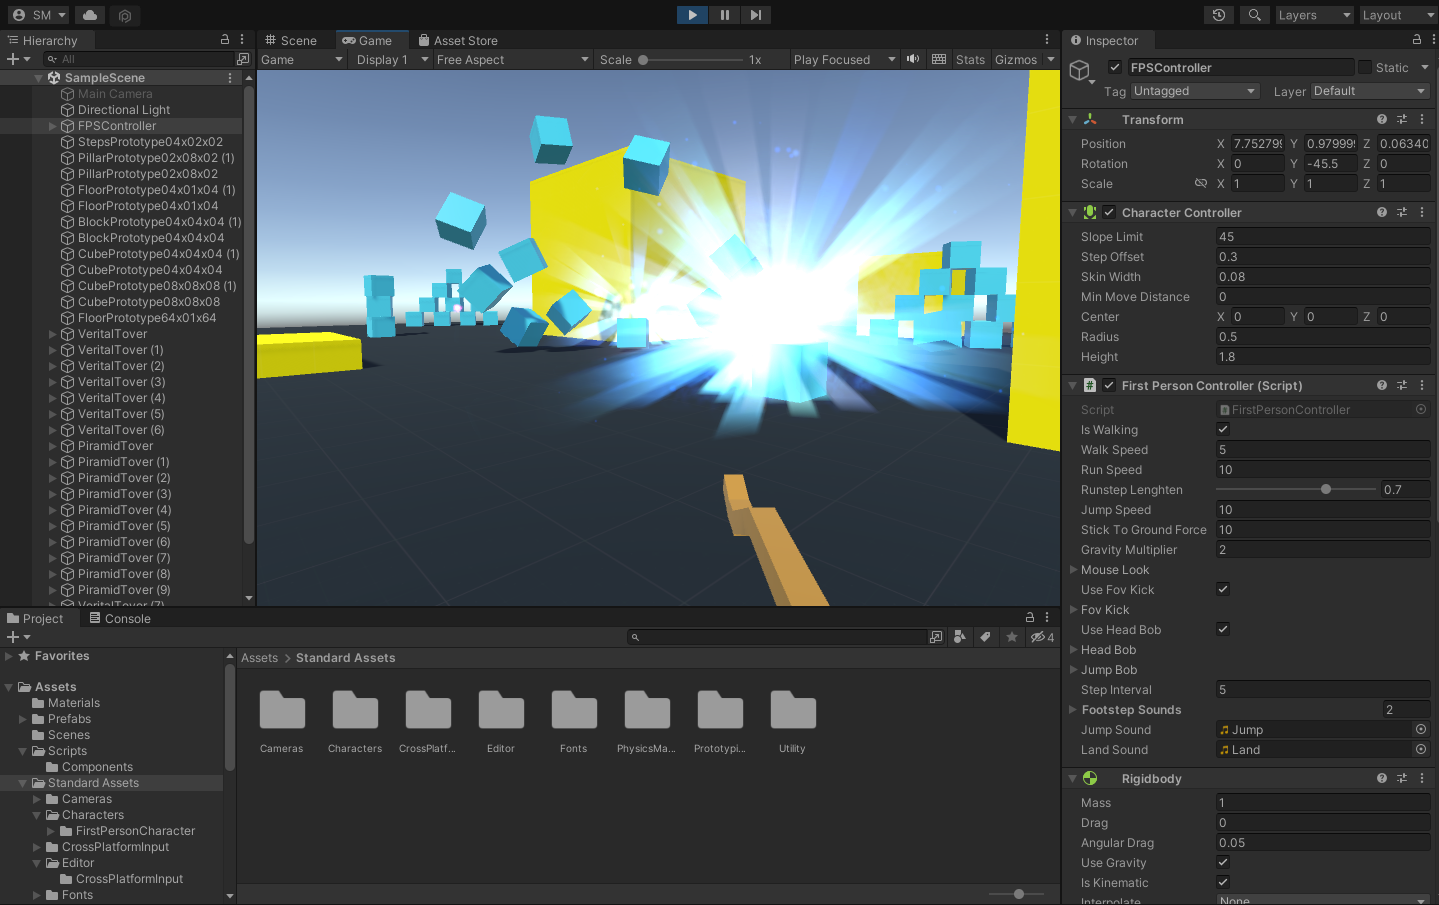 SM
Layers
Layout
Hierarchy
All
SampleScene
Main Camera
Directional Light
FPSController
StepsPrototype04x02x02
PillarPrototype02x08x02 (1)
PillarPrototype02x08x02
FloorPrototype04x01x04 (1)
FloorPrototype04x01x04
BlockPrototype04x04x04 (1)
BlockPrototype04x04x04
CubePrototype04x04x04 (1)
CubePrototype04x04x04
CubePrototype08x08x08 (1)
CubePrototype08x08x08
FloorPrototype64x01x64
VeritalTover
VeritalTover (1)
VeritalTover (2)
VeritalTover (3)
VeritalTover (4)
VeritalTover (5)
VeritalTover (6)
PiramidTover
PiramidTover (1)
PiramidTover (2)
PiramidTover (3)
PiramidTover (4)
PiramidTover (5)
PiramidTover (6)
PiramidTover (7)
PiramidTover (8)
PiramidTover (9)
VeritalTover (7)
Scene Game Asset Store
Game Display 1 Free Aspect Scale 1x Play Focused Stats Gizmos
Project Console
4
Favorites
Assets
Materials
Prefabs
Scenes
Scripts
Components
Standard Assets
Cameras
Characters
FirstPersonCharacter
CrossPlatformInput
Editor
CrossPlatformInput
Fonts
Assets > Standard Assets
Cameras Characters CrossPlatf... Editor Fonts PhysicsMa... Prototypi... Utility
Inspector
FPSController Static
Tag Untagged Layer Default
Transform
Position X 7.752799 Y 0.979999 Z 0.06340
Rotation X 0 Y -45.5 Z 0
Scale X 1 Y 1 Z 1
Character Controller
Slope Limit 45
Step Offset 0.3
Skin Width 0.08
Min Move Distance 0
Center X 0 Y 0 Z 0
Radius 0.5
Height 1.8
# First Person Controller (Script)
Script FirstPersonController
Is Walking
Walk Speed 5
Run Speed 10
Runstep Lenghten 0.7
Jump Speed 10
Stick To Ground Force 10
Gravity Multiplier 2
Mouse Look
Use Fov Kick
Fov Kick
Use Head Bob
Head Bob
Jump Bob
Step Interval 5
Footstep Sounds 2
Jump Sound Jump
Land Sound Land
Rigidbody
Mass 1
Drag 0
Angular Drag 0.05
Use Gravity
Is Kinematic
Interpolate None